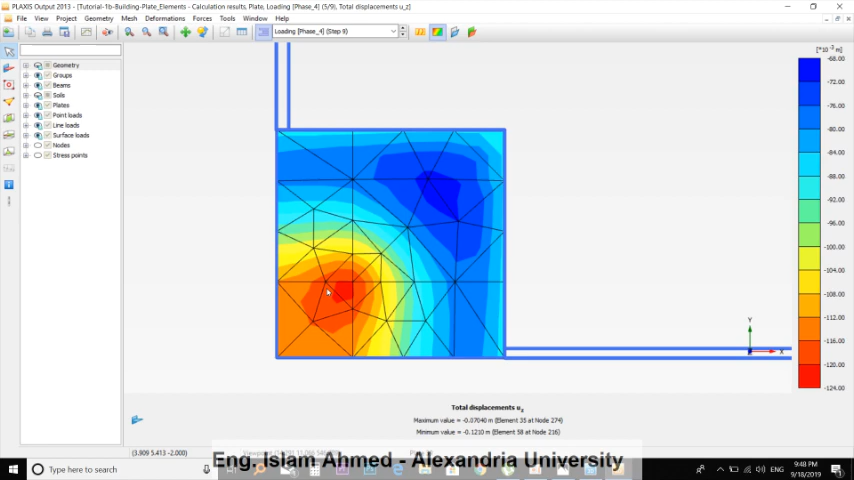 PLAXIS Output 2013 - [Tutorial-1b-Building-Plate_Elements - Calculation results, Plate, Loading [Phase_4] (5/9), Total displacements u_z]
File View Project Geometry Mesh Deformations Forces Tools Window Help
Loading [Phase_4] (Step 9)
Geometry
Groups
Beams
Soils
Plates
Point loads
Line loads
Surface loads
Nodes
Stress points
[*10⁻³ m]
-68.00
-72.00
-76.00
-80.00
-84.00
-88.00
-92.00
-96.00
-100.00
-104.00
-108.00
-112.00
-116.00
-120.00
-124.00
Y
X
Total displacements uz
Maximum value = -0.07040 m (Element 35 at Node 274)
Minimum value = -0.1210 m (Element 58 at Node 216)
(3.809 5.413 -2.000)
Eng. Islam Ahmed - Alexandria University
Type here to search
9:48 PM
9/18/2019